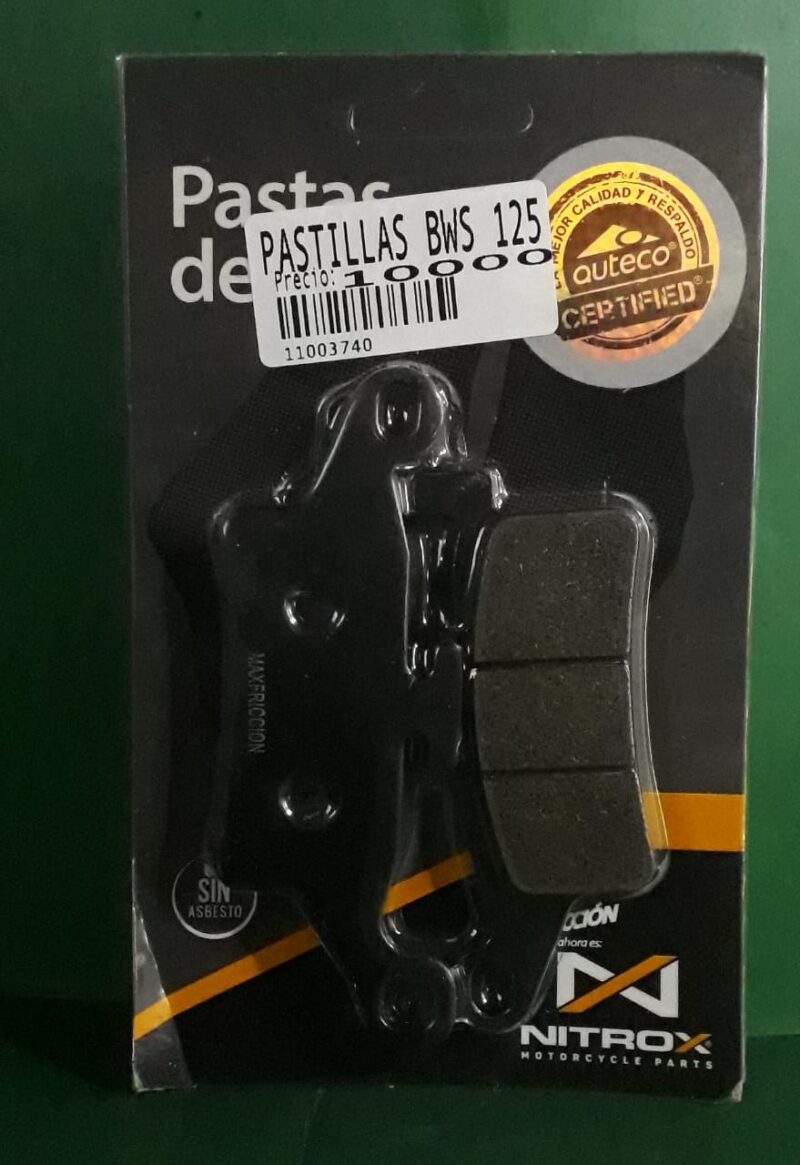 Pastas
de
PASTILLAS BWS 125
Precio: 10000
11003740
LA MEJOR CALIDAD Y RESPALDO
auteco®
CERTIFIED®
MAXFRICCION
SIN
ASBESTO
CCIÓN
ahora es:
NITROX®
MOTORCYCLE PARTS